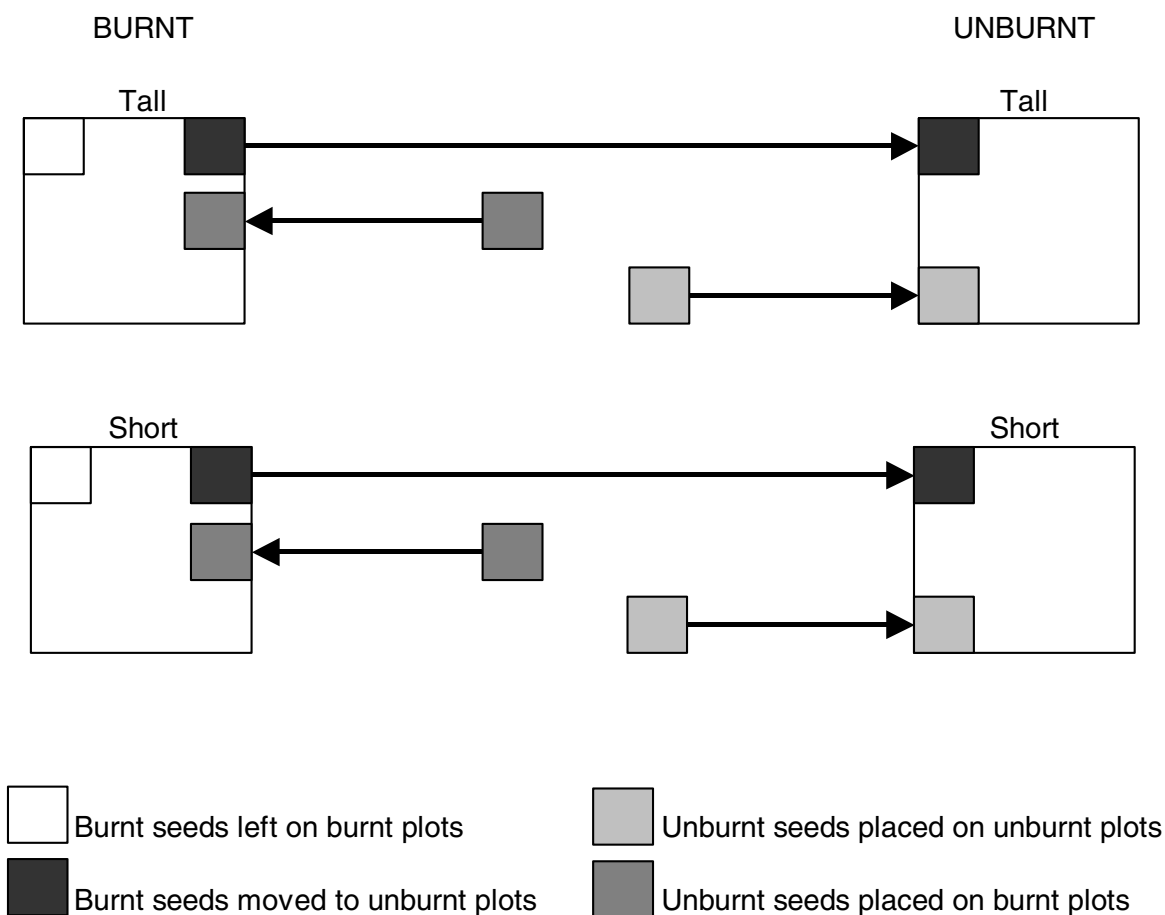 BURNT
UNBURNT
Tall
Tall
Short
Short
Burnt seeds left on burnt plots
Unburnt seeds placed on unburnt plots
Burnt seeds moved to unburnt plots
Unburnt seeds placed on burnt plots